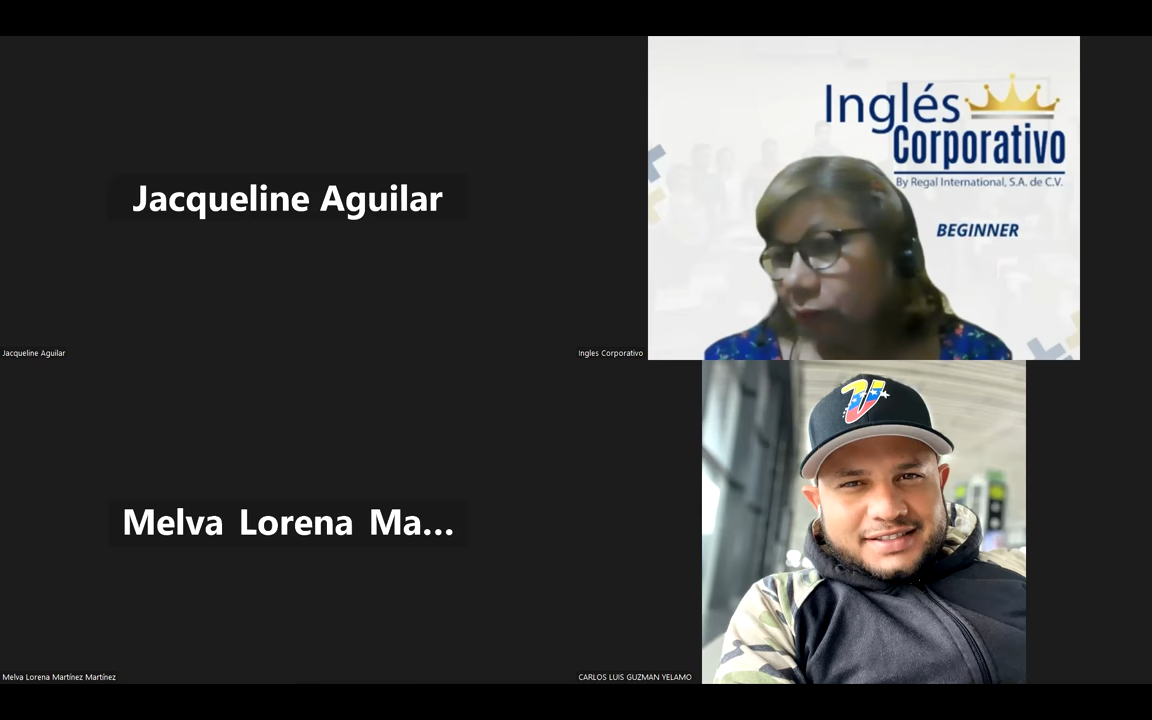 Jacqueline Aguilar
Jacqueline Aguilar
Inglés
Corporativo
By Regal International, S.A. de C.V.
BEGINNER
Ingles Corporativo
Melva Lorena Ma...
Melva Lorena Martínez Martínez
V
CARLOS LUIS GUZMAN YELAMO